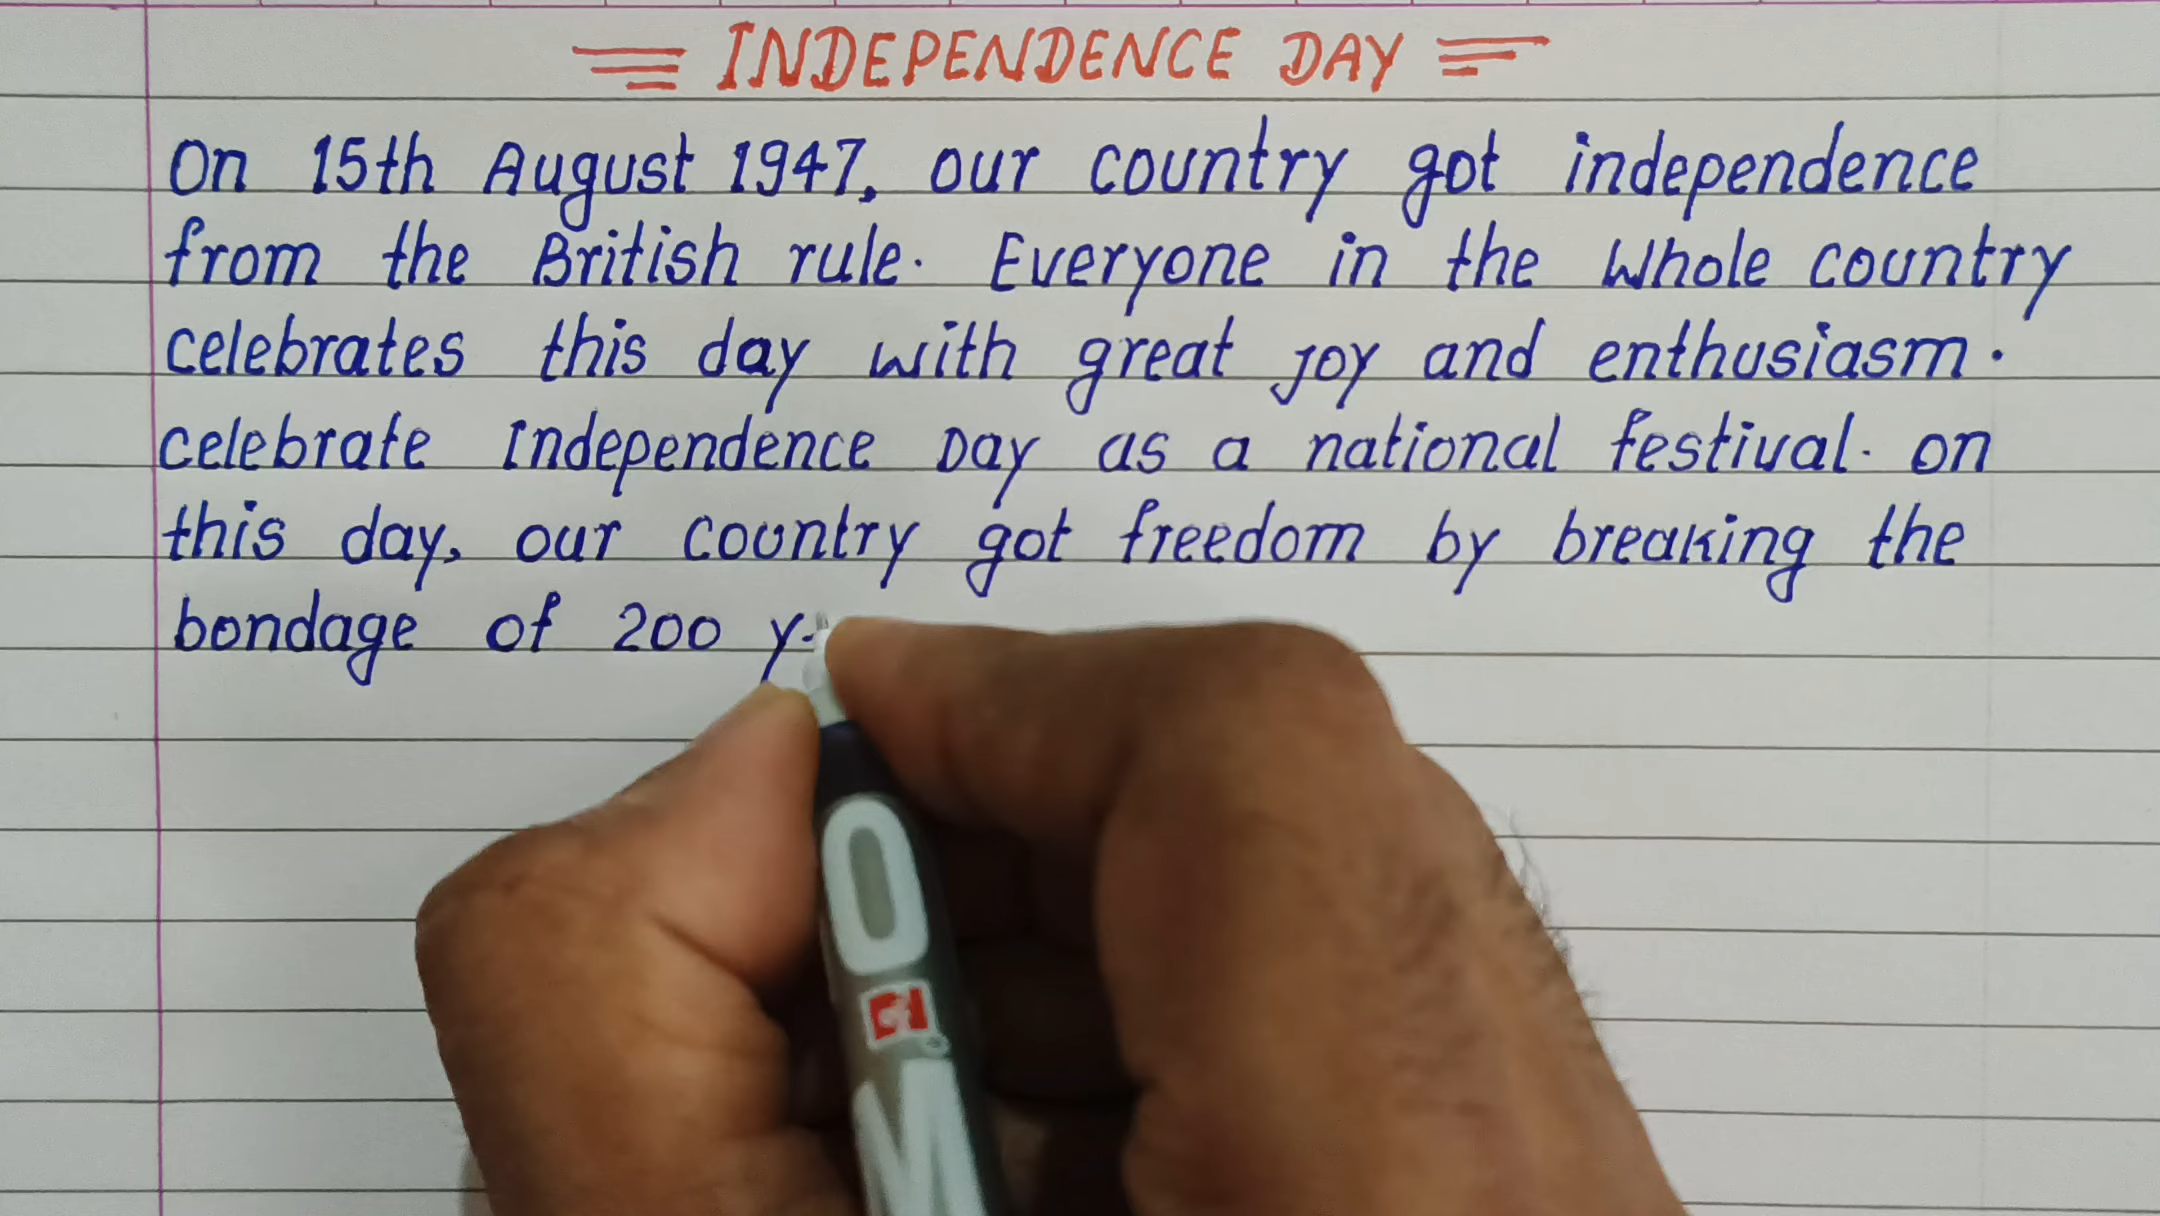 INDEPENDENCE DAY
On 15th August 1947, our country got independence
from the British rule. Everyone in the Whole country
celebrates this day with great joy and enthusiasm.
celebrate Independence Day as a national festival. on
this day, our country got freedom by breaking the
bondage of 200 y